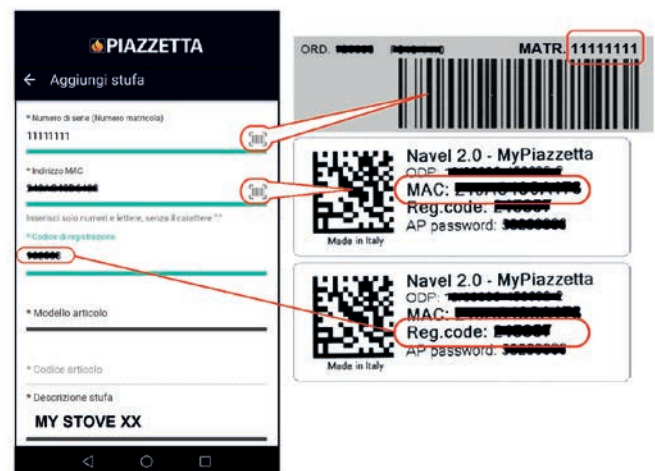 PIAZZETTA
← Aggiungi stufa
* Numero di serie (Numero matricola)
11111111
* Indirizzo MAC
Inserisci solo numeri e lettere, senza il carattere ":"
* Codice di registrazione
* Modello articolo
* Codice articolo
* Descrizione stufa
MY STOVE XX
ORD.
MATR. 11111111
Navel 2.0 - MyPiazzetta
ODP:
MAC:
Reg.code:
AP password:
Made in Italy
Navel 2.0 - MyPiazzetta
ODP:
MAC:
Reg.code:
AP password:
Made in Italy